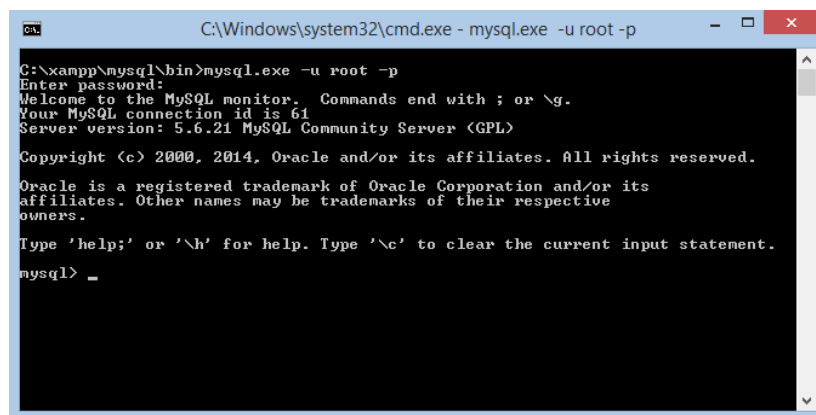 C:\Windows\system32\cmd.exe - mysql.exe  -u root -p
C:\xampp\mysql\bin>mysql.exe -u root -p
Enter password:
Welcome to the MySQL monitor.  Commands end with ; or \g.
Your MySQL connection id is 61
Server version: 5.6.21 MySQL Community Server (GPL)
Copyright (c) 2000, 2014, Oracle and/or its affiliates. All rights reserved.
Oracle is a registered trademark of Oracle Corporation and/or its
affiliates. Other names may be trademarks of their respective
owners.
Type 'help;' or '\h' for help. Type '\c' to clear the current input statement.
mysql> _